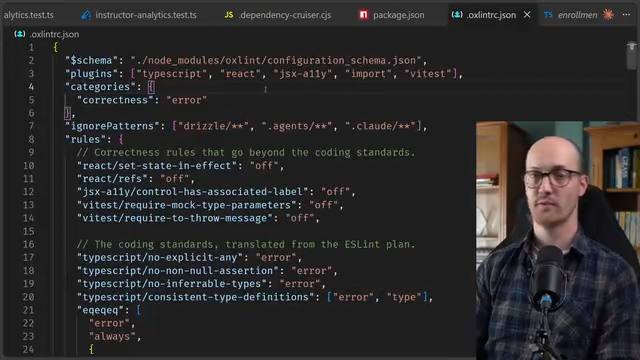 alytics.test.ts
instructor-analytics.test.ts
JS .dependency-cruiser.cjs
package.json
.oxlintrc.json
TS enrollmen
.oxlintrc.json
1 {
2 "$schema": "./node_modules/oxlint/configuration_schema.json",
3 "plugins": ["typescript", "react", "jsx-a11y", "import", "vitest"],
4 "categories": {
5 "correctness": "error"
6 },
7 "ignorePatterns": ["drizzle/**", ".agents/**", ".claude/**"],
8 "rules": {
9 // Correctness rules that go beyond the coding standards.
10 "react/set-state-in-effect": "off",
11 "react/refs": "off",
12 "jsx-a11y/control-has-associated-label": "off",
13 "vitest/require-mock-type-parameters": "off",
14 "vitest/require-to-throw-message": "off",
15
16 // The coding standards, translated from the ESLint plan.
17 "typescript/no-explicit-any": "error",
18 "typescript/no-non-null-assertion": "error",
19 "typescript/no-inferrable-types": "error",
20 "typescript/consistent-type-definitions": ["error", "type"],
21 "eqeqeq": [
22 "error",
23 "always",
24 {